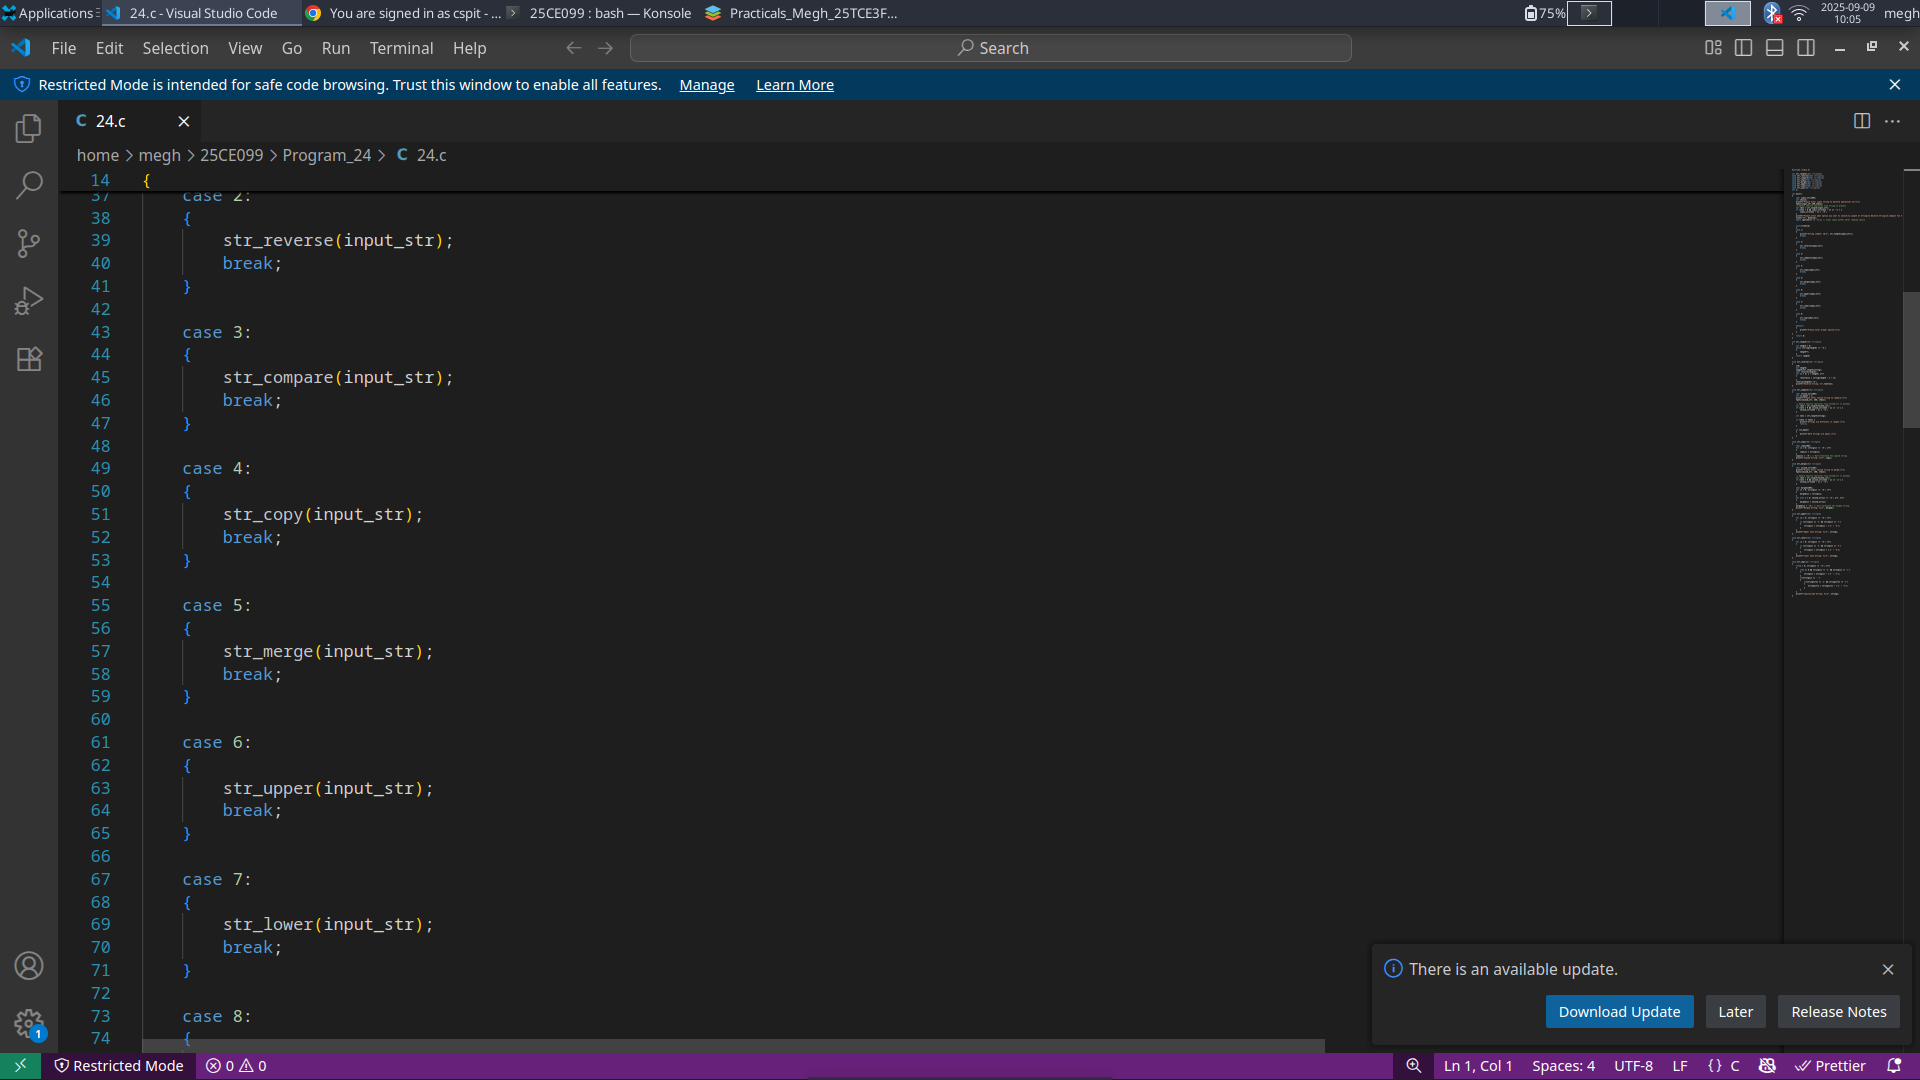 Applications
24.c - Visual Studio Code
You are signed in as cspit - ...
25CE099 : bash — Konsole
Practicals_Megh_25TCE3F...
75%
2025-09-09
10:05
megh
File Edit Selection View Go Run Terminal Help
Search
Restricted Mode is intended for safe code browsing. Trust this window to enable all features. Manage Learn More
C 24.c
home > megh > 25CE099 > Program_24 > C 24.c
14 {
37 case 2:
38 {
39 str_reverse(input_str);
40 break;
41 }
42
43 case 3:
44 {
45 str_compare(input_str);
46 break;
47 }
48
49 case 4:
50 {
51 str_copy(input_str);
52 break;
53 }
54
55 case 5:
56 {
57 str_merge(input_str);
58 break;
59 }
60
61 case 6:
62 {
63 str_upper(input_str);
64 break;
65 }
66
67 case 7:
68 {
69 str_lower(input_str);
70 break;
71 }
72
73 case 8:
74 {
There is an available update.
Download Update Later Release Notes
1
Restricted Mode 0 0 Ln 1, Col 1 Spaces: 4 UTF-8 LF {} C Prettier